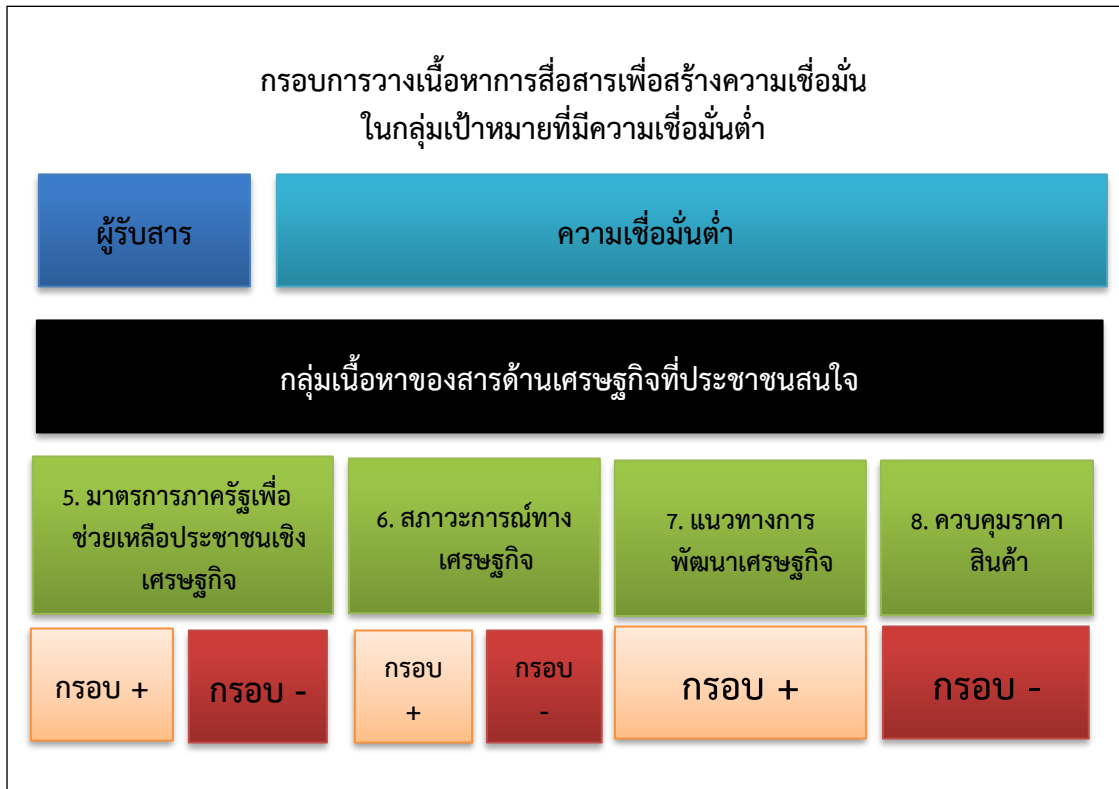 กรอบการวางเนื้อหาการสื่อสารเพื่อสร้างความเชื่อมั่น
ในกลุ่มเป้าหมายที่มีความเชื่อมั่นต่ำ
ผู้รับสาร
ความเชื่อมั่นต่ำ
กลุ่มเนื้อหาของสารด้านเศรษฐกิจที่ประชาชนสนใจ
5. มาตรการภาครัฐเพื่อ
ช่วยเหลือประชาชนเชิง
เศรษฐกิจ
6. สภาวะการณ์ทาง
เศรษฐกิจ
7. แนวทางการ
พัฒนาเศรษฐกิจ
8. ควบคุมราคา
สินค้า
กรอบ +
กรอบ -
กรอบ
+
กรอบ
-
กรอบ +
กรอบ -